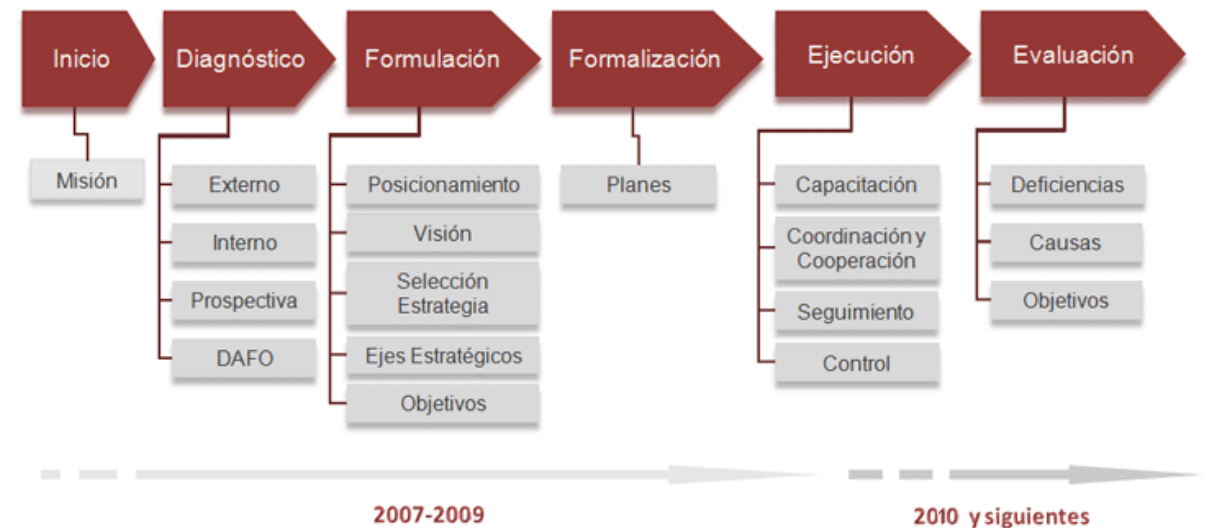 Inicio
Diagnóstico
Formulación
Formalización
Ejecución
Evaluación
Misión
Externo
Interno
Prospectiva
DAFO
Posicionamiento
Visión
Selección
Estrategia
Ejes Estratégicos
Objetivos
Planes
Capacitación
Coordinación y
Cooperación
Seguimiento
Control
Deficiencias
Causas
Objetivos
2007-2009
2010 y siguientes